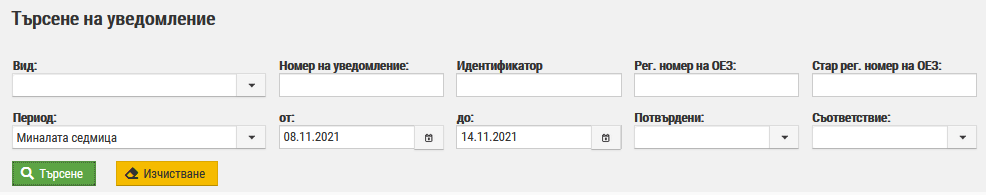 Търсене на уведомление
Вид: Номер на уведомление: Идентификатор Рег. номер на ОЕЗ: Стар рег. номер на ОЕЗ:
Период: от: до: Потвърдени: Съответствие:
Миналата седмица 08.11.2021 14.11.2021
Търсене Изчистване